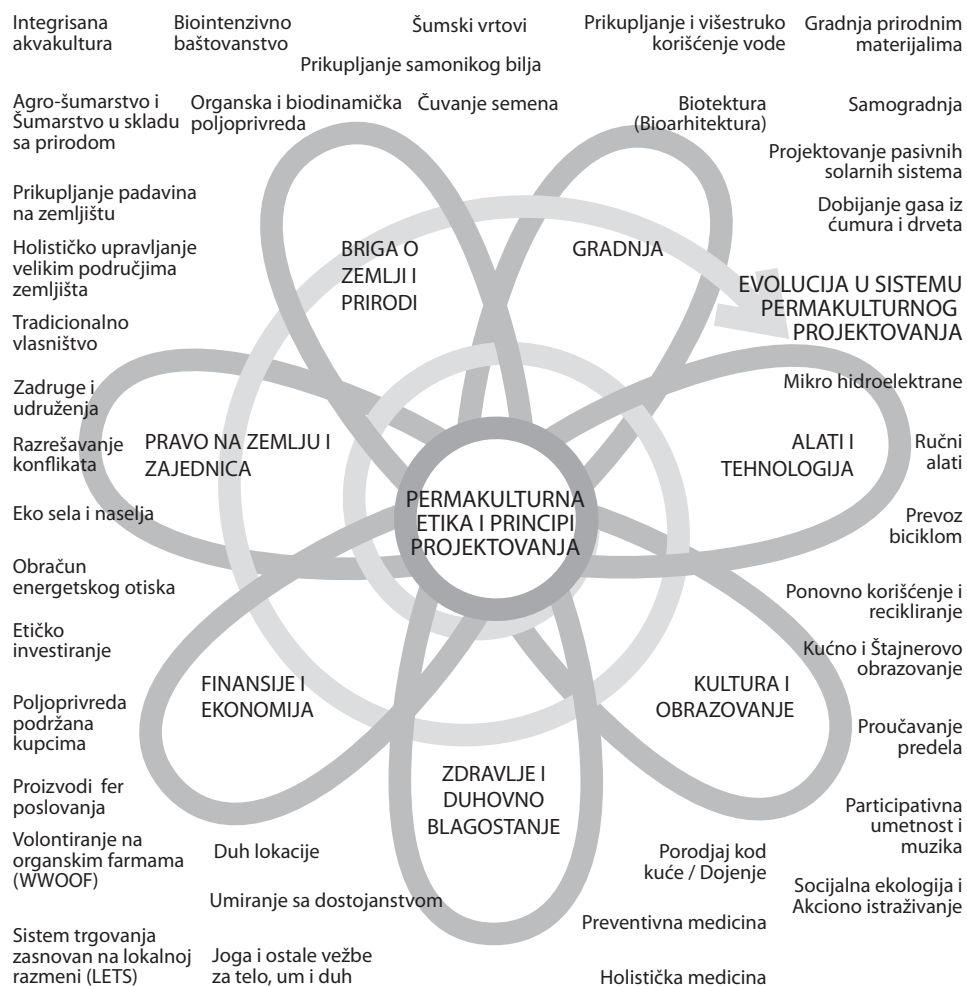 Integrisana
akvakultura
Biointenzivno
baštovanstvo
Šumski vrtovi
Prikupljanje i višestruko
korišćenje vode
Gradnja prirodnim
materijalima
Prikupljanje samonikog bilja
Agro-šumarstvo i
Šumarstvo u skladu
sa prirodom
Organska i biodinamička
poljoprivreda
Čuvanje semena
Biotektura
(Bioarhitektura)
Samogradnja
Projektovanje pasivnih
solarnih sistema
Prikupljanje padavina
na zemljištu
Dobijanje gasa iz
ćumura i drveta
Holističko upravljanje
velikim područjima
zemljišta
BRIGA O
ZEMLJI I
PRIRODI
GRADNJA
EVOLUCIJA U SISTEMU
PERMAKULTURNOG
PROJEKTOVANJA
Tradicionalno
vlasništvo
Mikro hidroelektrane
Zadruge i
udruženja
Razrešavanje
konflikata
PRAVO NA ZEMLJU I
ZAJEDNICA
ALATI I
TEHNOLOGIJA
Ručni
alati
PERMAKULTURNA
ETIKA I PRINCIPI
PROJEKTOVANJA
Eko sela i naselja
Prevoz
biciklom
Obračun
energetskog otiska
Ponovno korišćenje i
recikliranje
Etičko
investiranje
Kućno i Štajnerovo
obrazovanje
FINANSIJE I
EKONOMIJA
KULTURA I
OBRAZOVANJE
Poljoprivreda
podržana
kupcima
Proučavanje
predela
ZDRAVLJE I
DUHOVNO
BLAGOSTANJE
Proizvodi fer
poslovanja
Participativna
umetnost i
muzika
Volontiranje na
organskim farmama
(WWOOF)
Duh lokacije
Porodjaj kod
kuće / Dojenje
Umiranje sa dostojanstvom
Socijalna ekologija i
Akciono istraživanje
Preventivna medicina
Sistem trgovanja
zasnovan na lokalnoj
razmeni (LETS)
Joga i ostale vežbe
za telo, um i duh
Holistička medicina